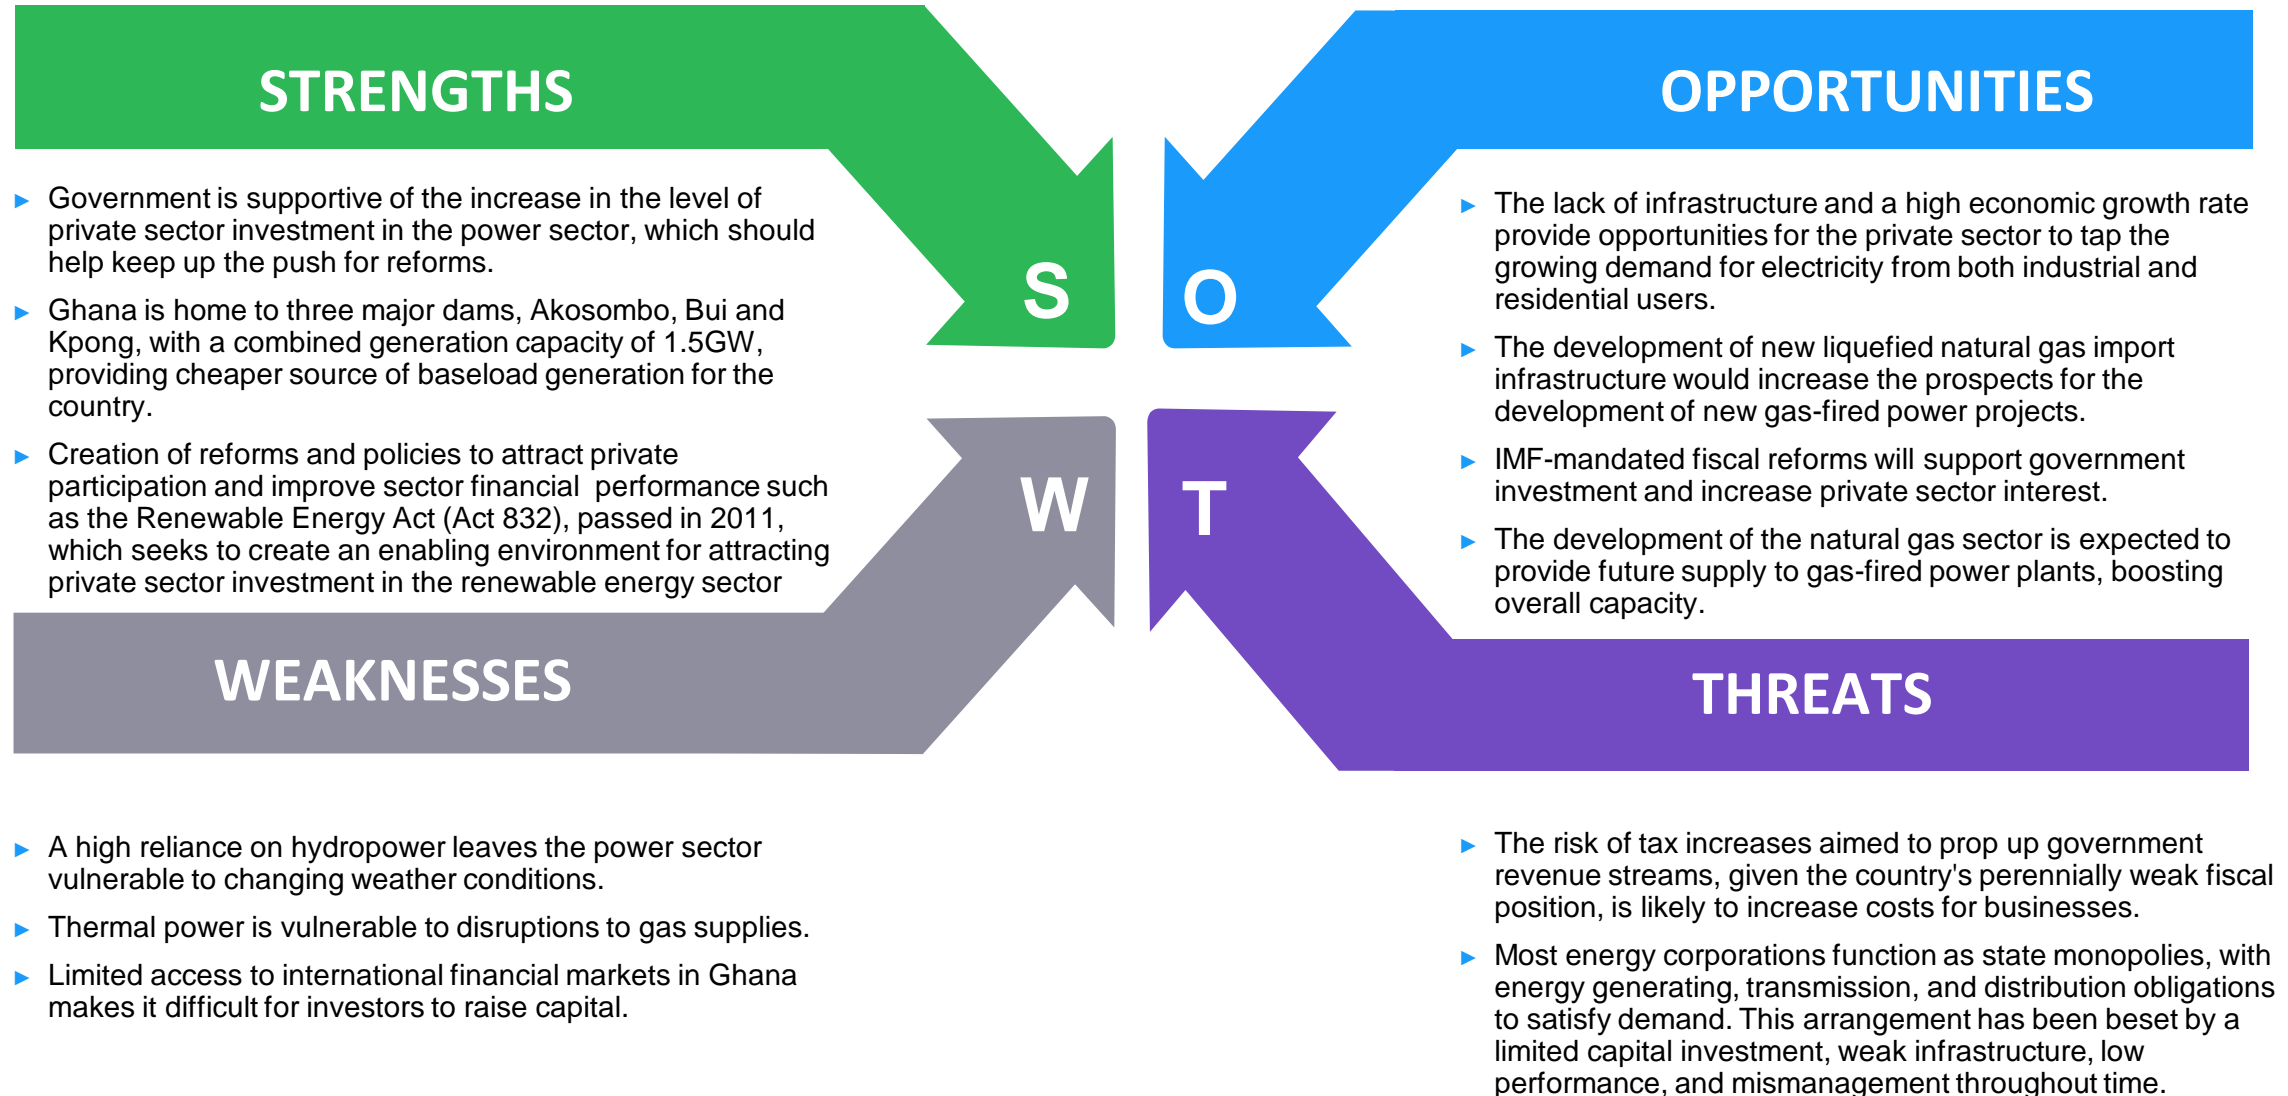 STRENGTHS
► Government is supportive of the increase in the level of
private sector investment in the power sector, which should
help keep up the push for reforms.
► Ghana is home to three major dams, Akosombo, Bui and
Kpong, with a combined generation capacity of 1.5GW,
providing cheaper source of baseload generation for the
country.
► Creation of reforms and policies to attract private
participation and improve sector financial performance such
as the Renewable Energy Act (Act 832), passed in 2011,
which seeks to create an enabling environment for attracting
private sector investment in the renewable energy sector
S
OPPORTUNITIES
O
► The lack of infrastructure and a high economic growth rate
provide opportunities for the private sector to tap the
growing demand for electricity from both industrial and
residential users.
► The development of new liquefied natural gas import
infrastructure would increase the prospects for the
development of new gas-fired power projects.
► IMF-mandated fiscal reforms will support government
investment and increase private sector interest.
► The development of the natural gas sector is expected to
provide future supply to gas-fired power plants, boosting
overall capacity.
W
WEAKNESSES
► A high reliance on hydropower leaves the power sector
vulnerable to changing weather conditions.
► Thermal power is vulnerable to disruptions to gas supplies.
► Limited access to international financial markets in Ghana
makes it difficult for investors to raise capital.
T
THREATS
► The risk of tax increases aimed to prop up government
revenue streams, given the country's perennially weak fiscal
position, is likely to increase costs for businesses.
► Most energy corporations function as state monopolies, with
energy generating, transmission, and distribution obligations
to satisfy demand. This arrangement has been beset by a
limited capital investment, weak infrastructure, low
performance, and mismanagement throughout time.